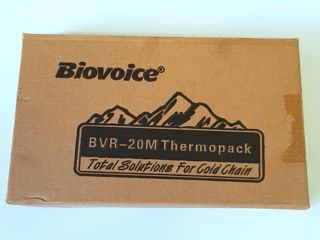 Biovoice®
BVR-20M Thermopack
Total Solutions For Cold Chain